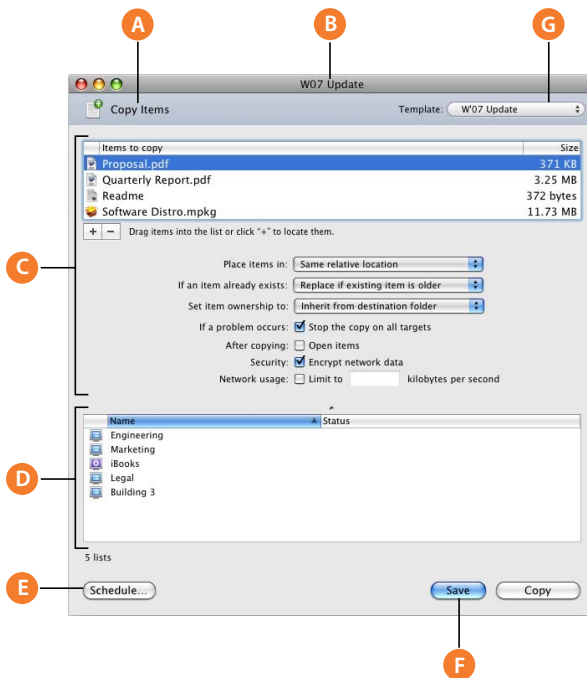 A
B
G
W07 Update
Copy Items
Template: W'07 Update
Items to copy Size
Proposal.pdf 371 KB
Quarterly Report.pdf 3.25 MB
Readme 372 bytes
Software Distro.mpkg 11.73 MB
+ − Drag items into the list or click "+" to locate them.
C
Place items in: Same relative location
If an item already exists: Replace if existing item is older
Set item ownership to: Inherit from destination folder
If a problem occurs: Stop the copy on all targets
After copying: Open items
Security: Encrypt network data
Network usage: Limit to kilobytes per second
Name Status
Engineering
Marketing
iBooks
D
Legal
Building 3
5 lists
E
Schedule... Save Copy
F